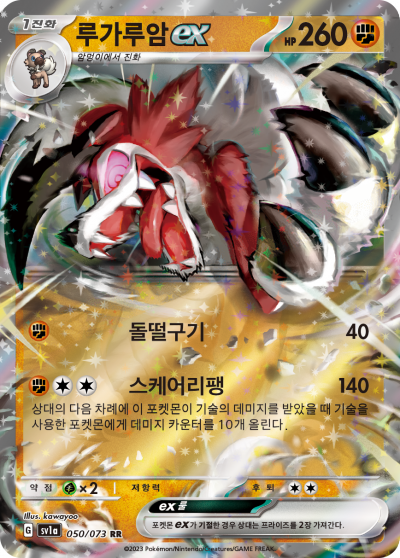 1진화
루가루암 ex
HP 260
암멍이에서 진화
돌떨구기 40
스케어리팽 140
상대의 다음 차례에 이 포켓몬이 기술의 데미지를 받았을 때 기술을
사용한 포켓몬에게 데미지 카운터를 10개 올린다.
약점 ×2 저항력 후퇴
Illus. kawayoo
G sv1a 050/073 RR
ex 룰
포켓몬 ex가 기절한 경우 상대는 프라이즈를 2장 가져간다.
©2023 Pokémon/Nintendo/Creatures/GAME FREAK.